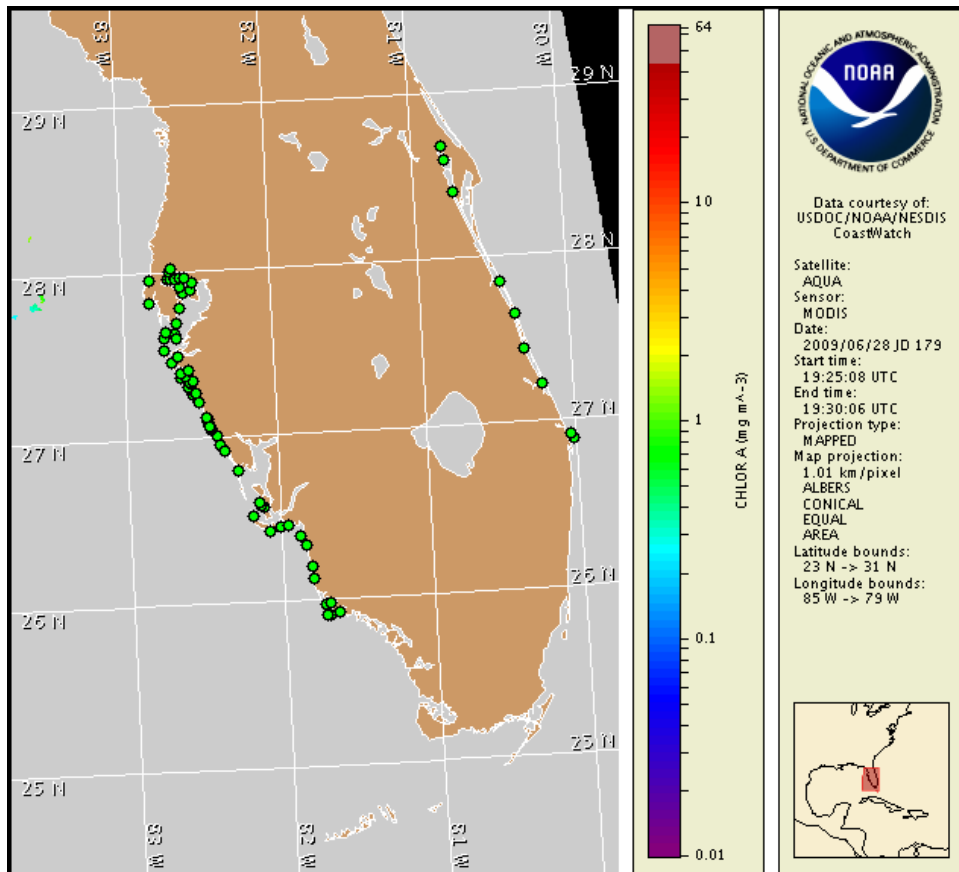 83 W
82 W
81 W
80 W
29 N
29 N
28 N
28 N
27 N
27 N
26 N
26 N
25 N
25 N
83 W
82 W
81 W
64
10
1
0.1
0.01
CHLOR A (mg m^-3)
NATIONAL OCEANIC AND ATMOSPHERIC ADMINISTRATION
NOAA
U.S. DEPARTMENT OF COMMERCE
Data courtesy of:
USDOC/NOAA/NESDIS
CoastWatch
Satellite:
AQUA
Sensor:
MODIS
Date:
2009/06/28 JD 179
Start time:
19:25:08 UTC
End time:
19:30:06 UTC
Projection type:
MAPPED
Map projection:
1.01 km/pixel
ALBERS
CONICAL
EQUAL
AREA
Latitude bounds:
23 N -> 31 N
Longitude bounds:
85 W -> 79 W